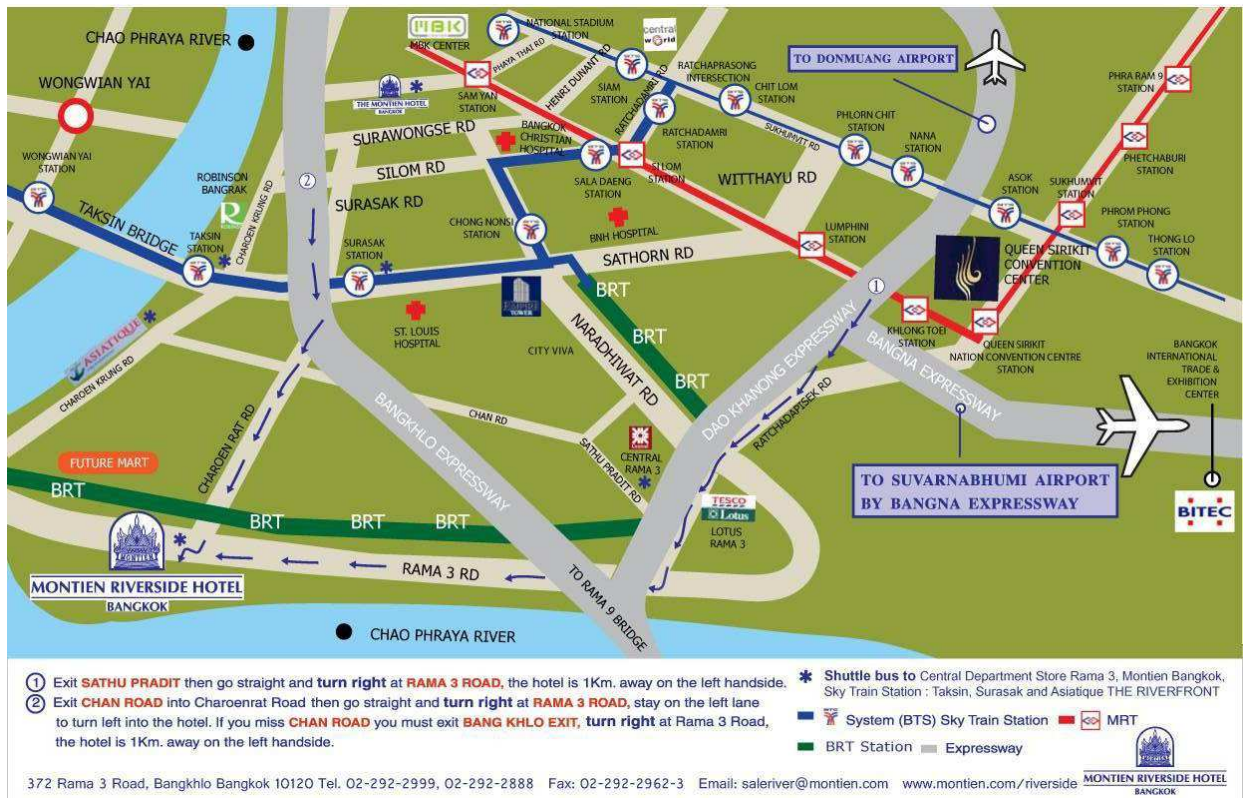 MBK
MBK CENTER
NATIONAL STADIUM
STATION
central
world
CHAO PHRAYA RIVER
WONGWIAN YAI
PHAYA THAI RD
HENRI DUNANT RD
RATCHAPRASONG
INTERSECTION
TO DONMUANG AIRPORT
PHRA RAM 9
STATION
THE MONTIEN HOTEL
BANGKOK
SAM YAN
STATION
SIAM
STATION
RATCHADAMRI RD
CHIT LOM
STATION
SURAWONGSE RD
BANGKOK
CHRISTIAN
HOSPITAL
RATCHADAMRI
STATION
SUKHUMVIT RD
PHLORN CHIT
STATION
NANA
STATION
PHETCHABURI
STATION
WONGWIAN YAI
STATION
ROBINSON
BANGRAK
R
CHAROEN KRUNG RD
2
SILOM RD
SALA DAENG
STATION
SI LOM
STATION
WITTHAYU RD
ASOK
STATION
SUKHUMVIT
STATION
PHROM PHONG
STATION
TAKSIN BRIDGE
TAKSIN
STATION
SURASAK RD
SURASAK
STATION
CHONG NONSI
STATION
BNH HOSPITAL
SATHORN RD
LUMPHINI
STATION
QUEEN SIRIKIT
CONVENTION
CENTER
THONG LO
STATION
ASIATIQUE
CHAROEN KRUNG RD
ST. LOUIS
HOSPITAL
EMPIRE
TOWER
CITY VIVA
BRT
BRT
BRT
NARADHIWAT RD
1
DAO KHANONG EXPRESSWAY
BANGNA EXPRESSWAY
KHLONG TOEI
STATION
QUEEN SIRIKIT
NATION CONVENTION CENTRE
STATION
BANGKOK
INTERNATIONAL
TRADE &
EXHIBITION
CENTER
CHAROEN RAT RD
BANGKHLO EXPRESSWAY
CHAN RD
SATHU PRADIT RD
CENTRAL
RAMA 3
RATCHADAPISEK RD
FUTURE MART
BRT
BRT
BRT
BRT
TESCO
Lotus
LOTUS
RAMA 3
TO SUVARNABHUMI AIRPORT
BY BANGNA EXPRESSWAY
BITEC
MONTIEN
MONTIEN RIVERSIDE HOTEL
BANGKOK
RAMA 3 RD
TO RAMA 9 BRIDGE
CHAO PHRAYA RIVER
1 Exit SATHU PRADIT then go straight and turn right at RAMA 3 ROAD, the hotel is 1Km. away on the left handside.
2 Exit CHAN ROAD into Charoenrat Road then go straight and turn right at RAMA 3 ROAD, stay on the left lane
to turn left into the hotel. If you miss CHAN ROAD you must exit BANG KHLO EXIT, turn right at Rama 3 Road,
the hotel is 1Km. away on the left handside.
* Shuttle bus to Central Department Store Rama 3, Montien Bangkok,
Sky Train Station : Taksin, Surasak and Asiatique THE RIVERFRONT
System (BTS) Sky Train Station
MRT
BRT Station
Expressway
372 Rama 3 Road, Bangkhlo Bangkok 10120 Tel. 02-292-2999, 02-292-2888 Fax: 02-292-2962-3 Email: saleriver@montien.com www.montien.com/riverside
MONTIEN RIVERSIDE HOTEL
BANGKOK